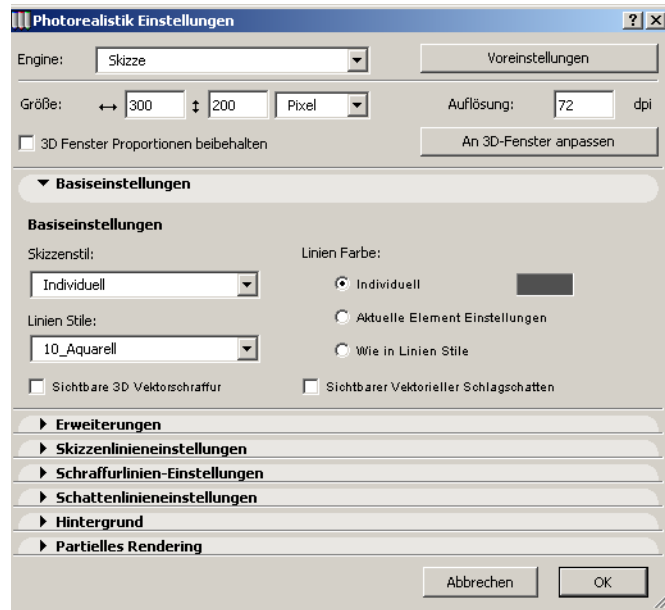 Photorealistik Einstellungen
Engine: Skizze Voreinstellungen
Größe: 300 200 Pixel Auflösung: 72 dpi
3D Fenster Proportionen beibehalten An 3D-Fenster anpassen
Basiseinstellungen
Basiseinstellungen
Skizzenstil: Linien Farbe:
Individuell Individuell
Linien Stile: Aktuelle Element Einstellungen
10_Aquarell Wie in Linien Stile
Sichtbare 3D Vektorschraffur Sichtbarer Vektorieller Schlagschatten
Erweiterungen
Skizzenlinieneinstellungen
Schraffurlinien-Einstellungen
Schattenlinieneinstellungen
Hintergrund
Partielles Rendering
Abbrechen OK